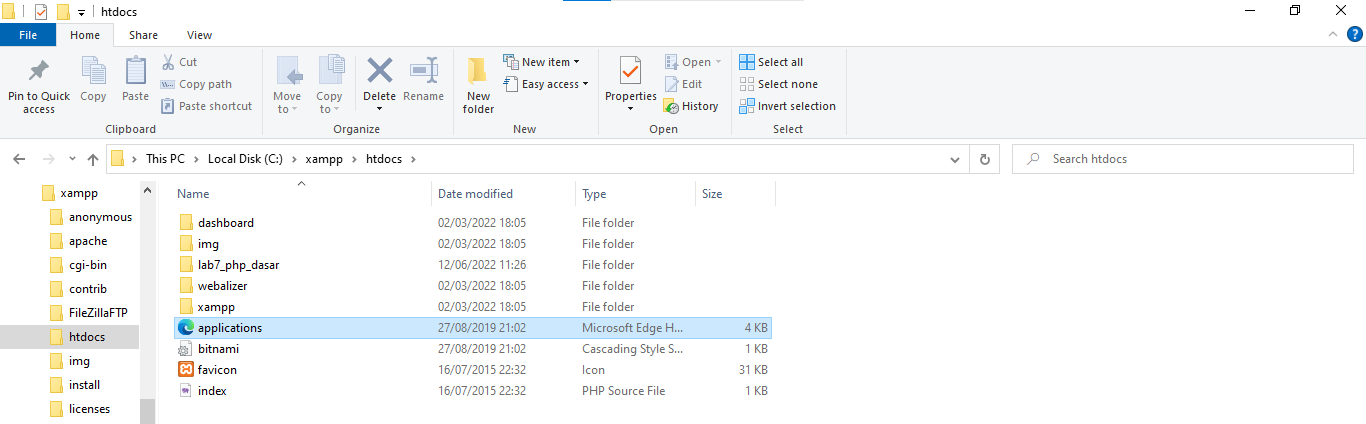 htdocs
File Home Share View
Pin to Quick access
Copy
Paste
Cut
Copy path
Paste shortcut
Clipboard
Move to
Copy to
Delete
Rename
Organize
New folder
New item
Easy access
New
Properties
Open
Edit
History
Open
Select all
Select none
Invert selection
Select
This PC > Local Disk (C:) > xampp > htdocs >
Search htdocs
xampp
anonymous
apache
cgi-bin
contrib
FileZillaFTP
htdocs
img
install
licenses
Name Date modified Type Size
dashboard 02/03/2022 18:05 File folder
img 02/03/2022 18:05 File folder
lab7_php_dasar 12/06/2022 11:26 File folder
webalizer 02/03/2022 18:05 File folder
xampp 02/03/2022 18:05 File folder
applications 27/08/2019 21:02 Microsoft Edge H... 4 KB
bitnami 27/08/2019 21:02 Cascading Style S... 1 KB
favicon 16/07/2015 22:32 Icon 31 KB
index 16/07/2015 22:32 PHP Source File 1 KB